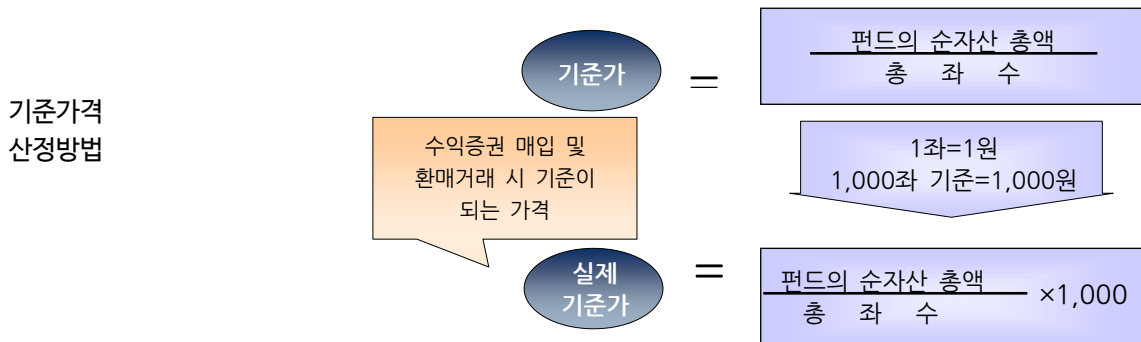 기준가격
산정방법
기준가
=
펀드의 순자산 총액
총 좌 수
수익증권 매입 및
환매거래 시 기준이
되는 가격
1좌=1원
1,000좌 기준=1,000원
실제
기준가
=
펀드의 순자산 총액
총 좌 수
×1,000